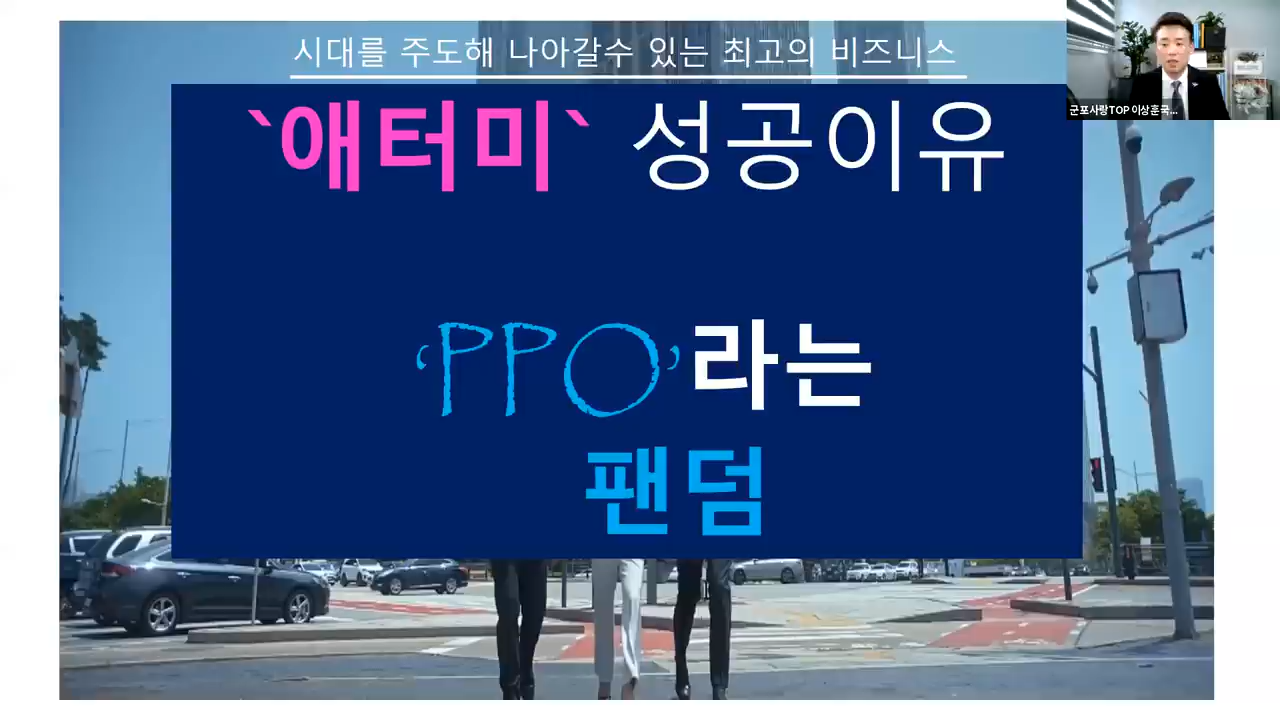 시대를 주도해 나아갈수 있는 최고의 비즈니스
`애터미` 성공이유
‘PPO’라는
팬덤
군포사랑TOP 이상훈국...